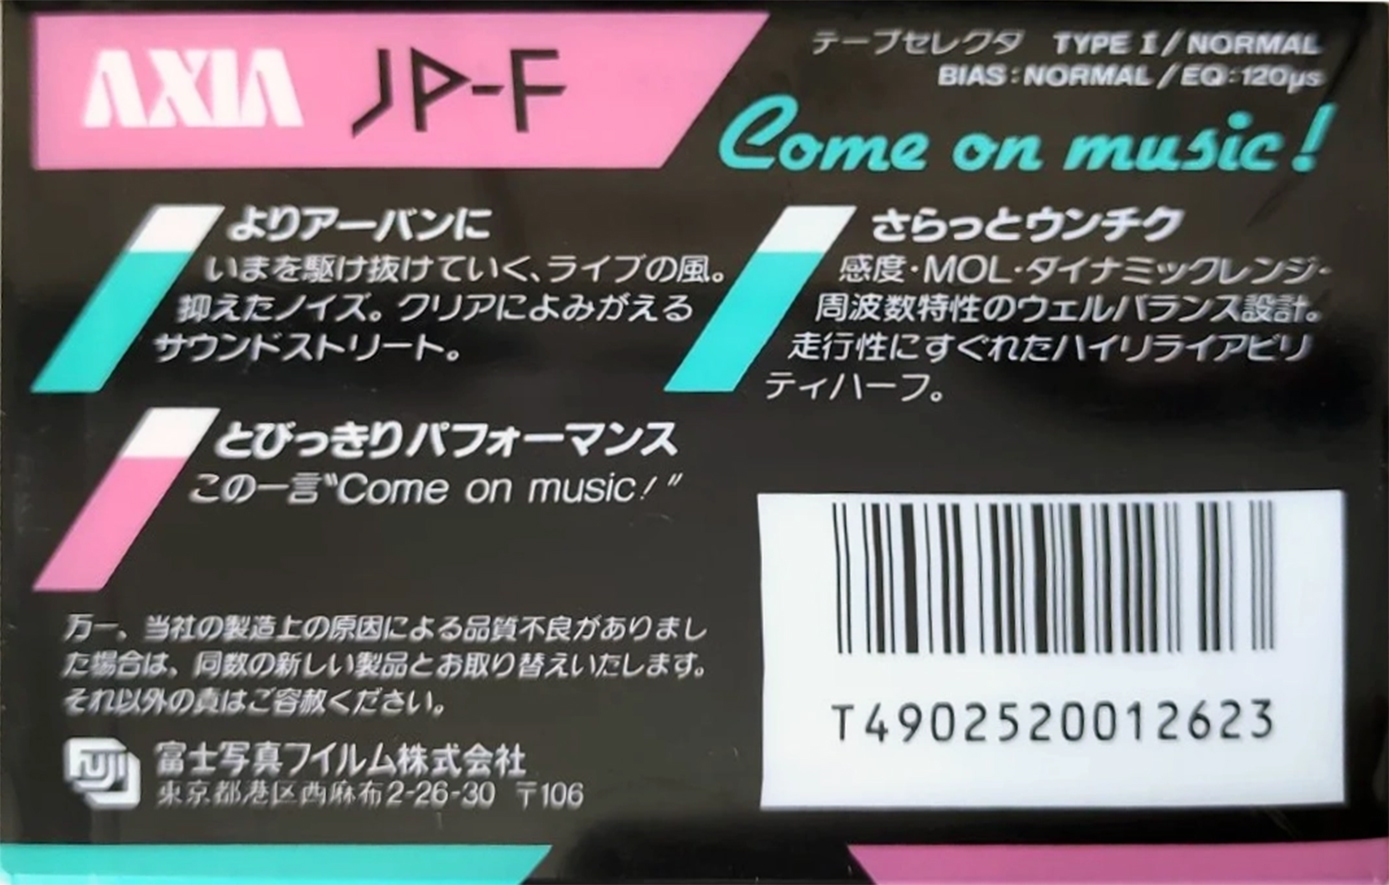 AXIA JP-F
テープセレクタ TYPE I/NORMAL
BIAS:NORMAL/EQ:120μs
Come on music!
よりアーバンに
いまを駆け抜けていく、ライブの風。
抑えたノイズ。クリアによみがえる
サウンドストリート。
さらっとウンチク
感度・MOL・ダイナミックレンジ・
周波数特性のウェルバランス設計。
走行性にすぐれたハイリライアビリ
ティハーフ。
とびっきりパフォーマンス
この一言"Come on music!"
万一、当社の製造上の原因による品質不良がありまし
た場合は、同数の新しい製品とお取り替えいたします。
それ以外の責はご容赦ください。
FUJI
富士写真フイルム株式会社
東京都港区西麻布2-26-30 〒106
T4902520012623